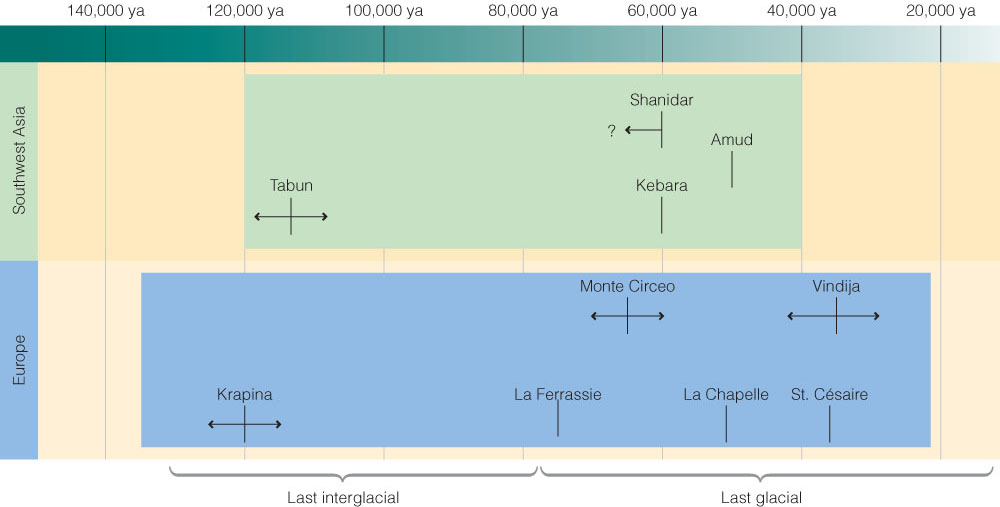 140,000 ya 120,000 ya 100,000 ya 80,000 ya 60,000 ya 40,000 ya 20,000 ya
Southwest Asia
Shanidar
?
Amud
Tabun
Kebara
Europe
Monte Circeo
Vindija
Krapina
La Ferrassie
La Chapelle
St. Césaire
Last interglacial
Last glacial